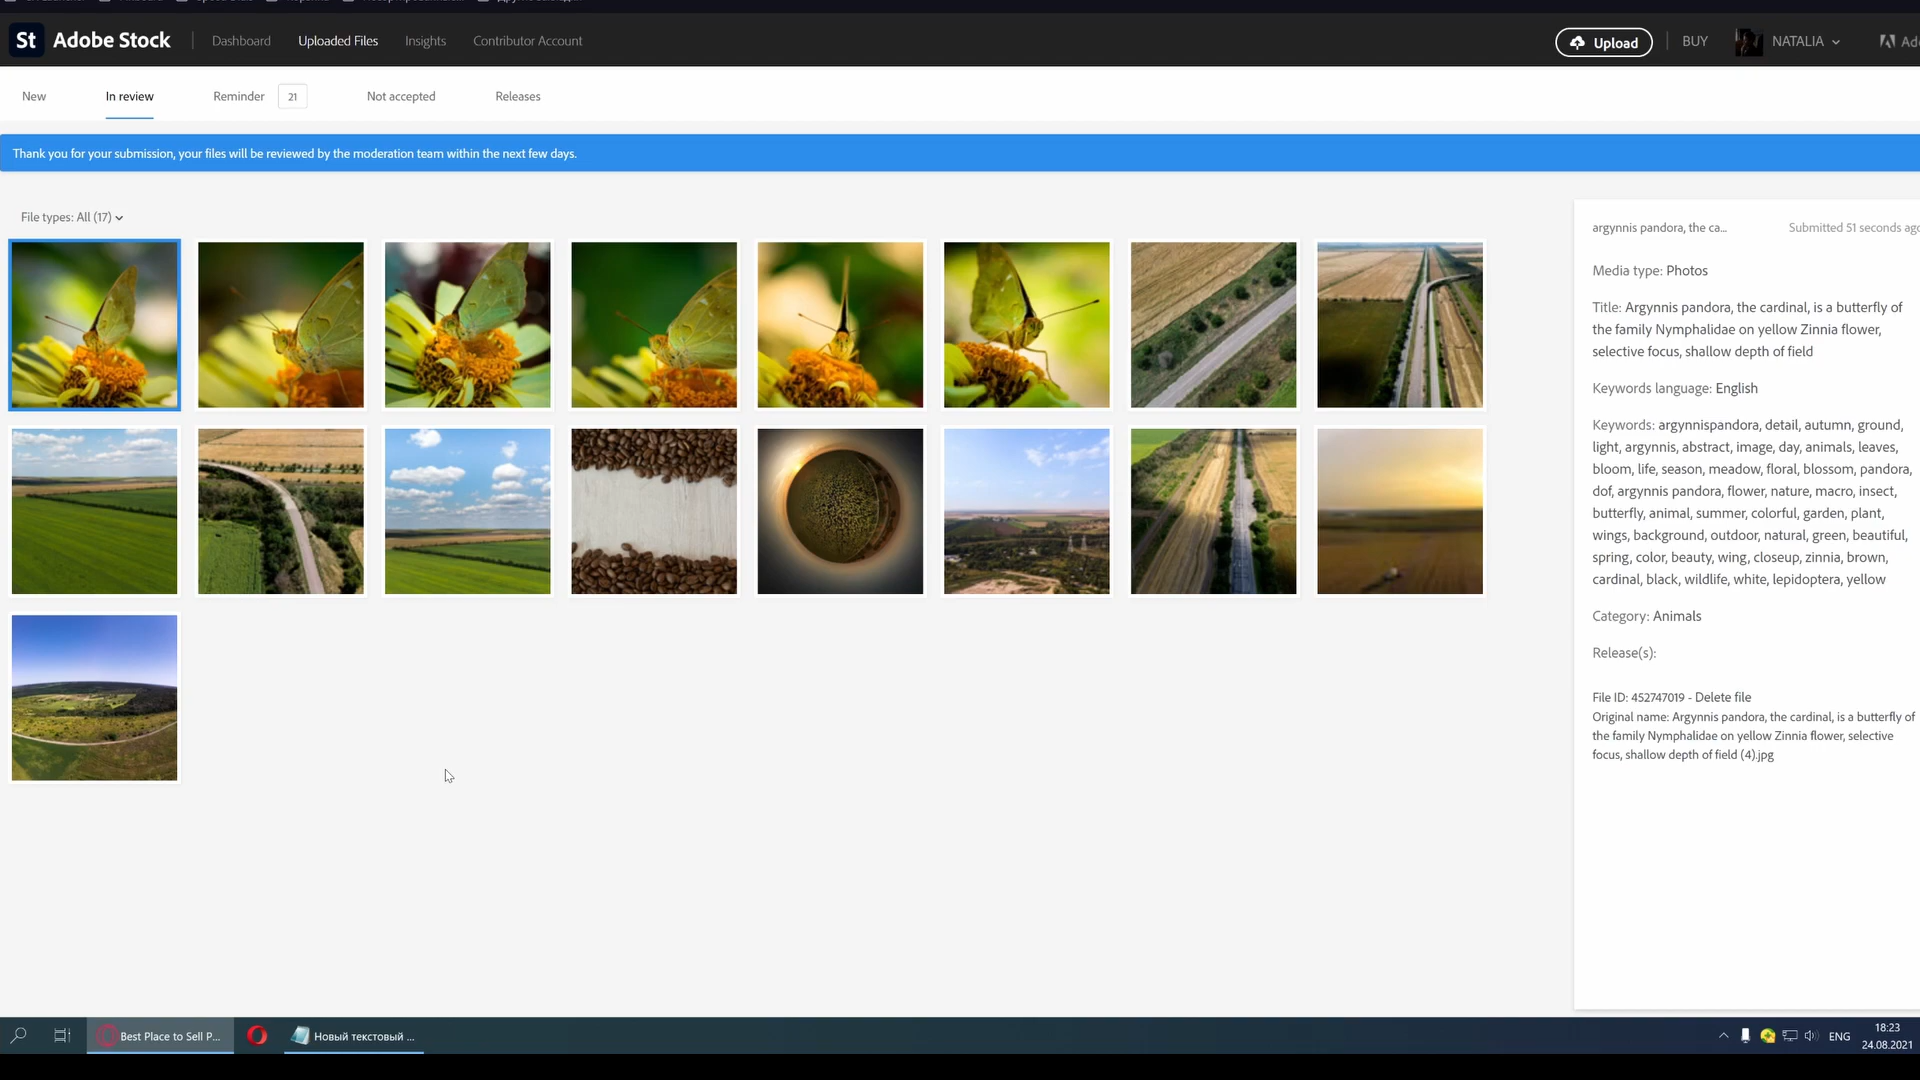 St Adobe Stock Dashboard Uploaded Files Insights Contributor Account Upload BUY NATALIA
New In review Reminder 21 Not accepted Releases
Thank you for your submission, your files will be reviewed by the moderation team within the next few days.
File types: All (17)
argynnis pandora, the ca... Submitted 51 seconds ago
Media type: Photos
Title: Argynnis pandora, the cardinal, is a butterfly of
the family Nymphalidae on yellow Zinnia flower,
selective focus, shallow depth of field
Keywords language: English
Keywords: argynnispandora, detail, autumn, ground,
light, argynnis, abstract, image, day, animals, leaves,
bloom, life, season, meadow, floral, blossom, pandora,
dof, argynnis pandora, flower, nature, macro, insect,
butterfly, animal, summer, colorful, garden, plant,
wings, background, outdoor, natural, green, beautiful,
spring, color, beauty, wing, closeup, zinnia, brown,
cardinal, black, wildlife, white, lepidoptera, yellow
Category: Animals
Release(s):
File ID: 452747019 - Delete file
Original name: Argynnis pandora, the cardinal, is a butterfly of
the family Nymphalidae on yellow Zinnia flower, selective
focus, shallow depth of field (4).jpg
Best Place to Sell P... Новый текстовый ... ENG 18:23
24.08.2021